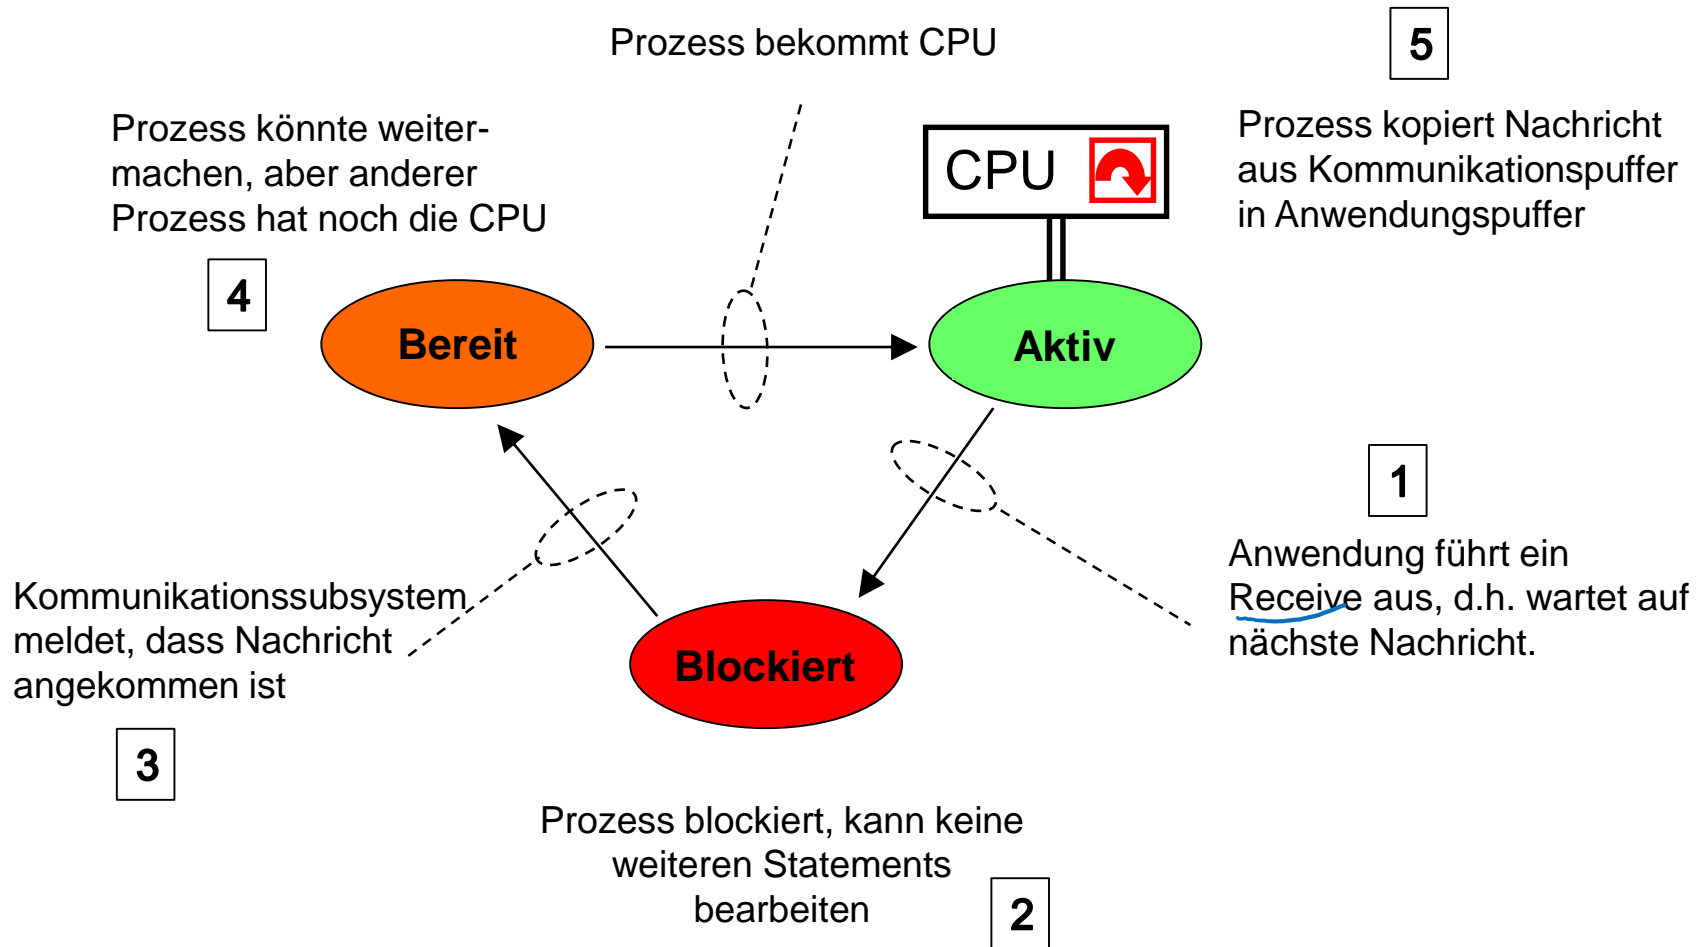 Prozess bekommt CPU
5
Prozess könnte weiter-
machen, aber anderer
Prozess hat noch die CPU
4
CPU
Prozess kopiert Nachricht
aus Kommunikationspuffer
in Anwendungspuffer
Bereit
Aktiv
1
Anwendung führt ein
Receive aus, d.h. wartet auf
nächste Nachricht.
Kommunikationssubsystem
meldet, dass Nachricht
angekommen ist
3
Blockiert
Prozess blockiert, kann keine
weiteren Statements
bearbeiten
2